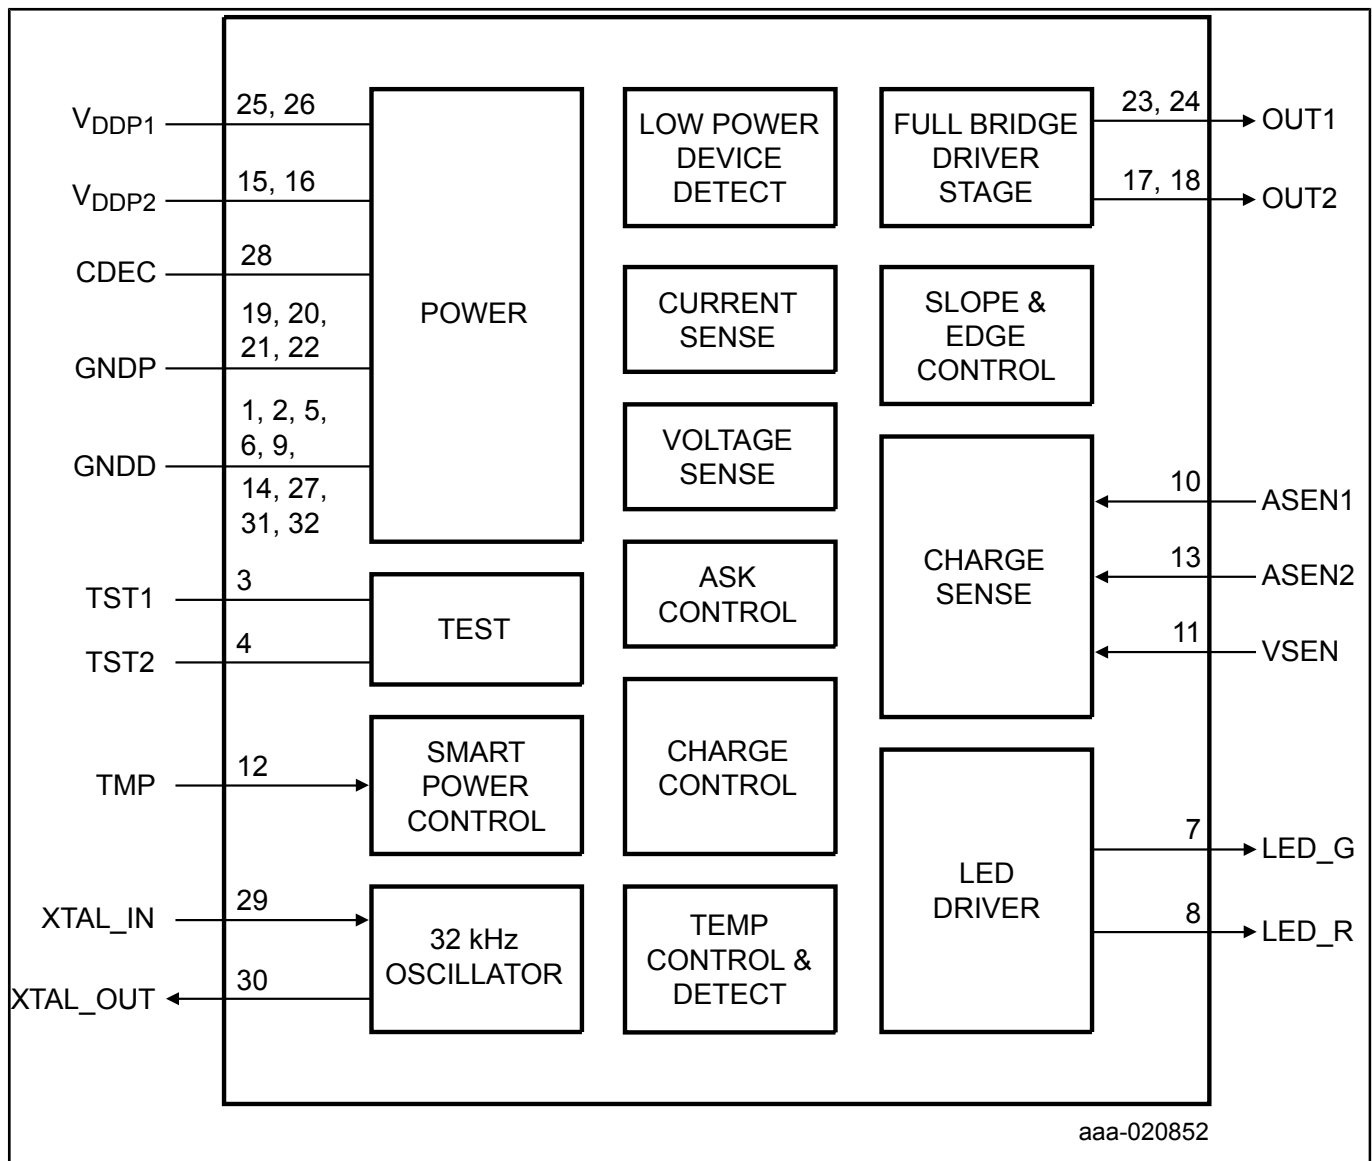 VDDP1
25, 26
VDDP2
15, 16
CDEC
28
GNDP
19, 20,
21, 22
GNDD
1, 2, 5,
6, 9,
14, 27,
31, 32
POWER
TST1
3
TST2
4
TEST
TMP
12
SMART
POWER
CONTROL
XTAL_IN
29
XTAL_OUT
30
32 kHz
OSCILLATOR
LOW POWER
DEVICE
DETECT
CURRENT
SENSE
VOLTAGE
SENSE
ASK
CONTROL
CHARGE
CONTROL
TEMP
CONTROL &
DETECT
FULL BRIDGE
DRIVER
STAGE
23, 24
OUT1
17, 18
OUT2
SLOPE &
EDGE
CONTROL
CHARGE
SENSE
10
ASEN1
13
ASEN2
11
VSEN
LED
DRIVER
7
LED_G
8
LED_R
aaa-020852